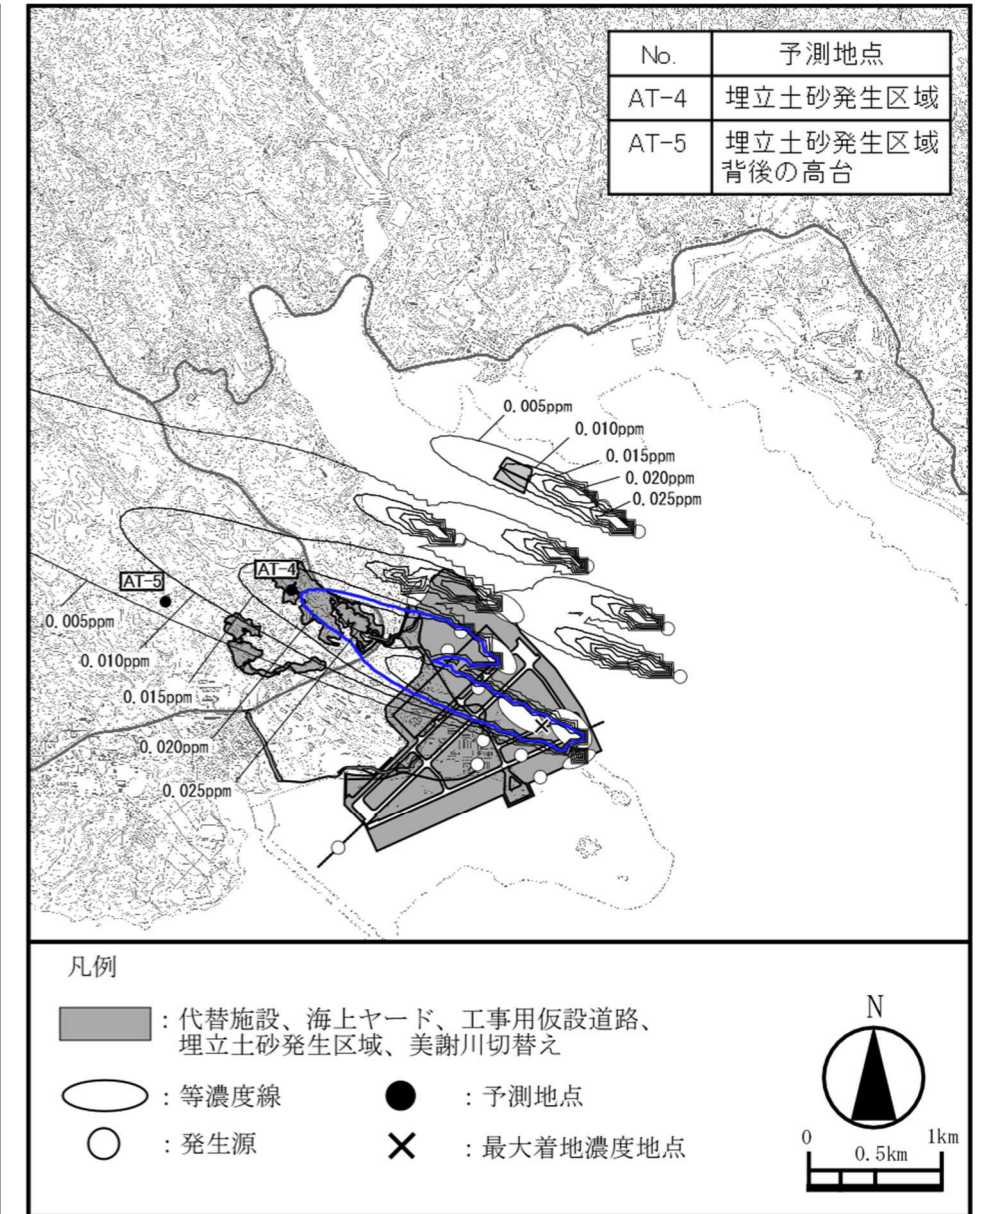 No. 予測地点
AT-4 埋立土砂発生区域
AT-5 埋立土砂発生区域
背後の高台
0.005ppm
0.010ppm
0.015ppm
0.020ppm
0.025ppm
AT-4
AT-5
0.005ppm
0.010ppm
0.015ppm
0.020ppm
0.025ppm
凡例
：代替施設、海上ヤード、工事用仮設道路、
埋立土砂発生区域、美謝川切替え
：等濃度線 ：予測地点
：発生源 ：最大着地濃度地点
N
0 1km
0.5km